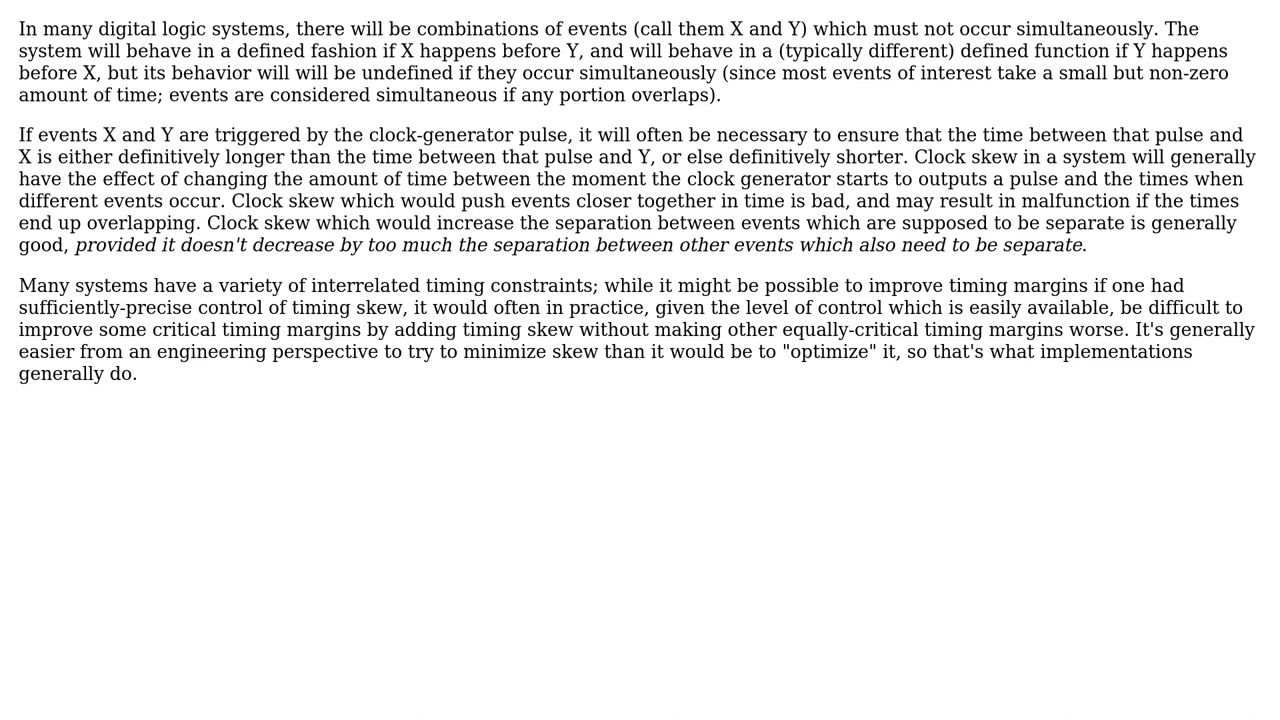 In many digital logic systems, there will be combinations of events (call them X and Y) which must not occur simultaneously. The
system will behave in a defined fashion if X happens before Y, and will behave in a (typically different) defined function if Y happens
before X, but its behavior will will be undefined if they occur simultaneously (since most events of interest take a small but non-zero
amount of time; events are considered simultaneous if any portion overlaps).
If events X and Y are triggered by the clock-generator pulse, it will often be necessary to ensure that the time between that pulse and
X is either definitively longer than the time between that pulse and Y, or else definitively shorter. Clock skew in a system will generally
have the effect of changing the amount of time between the moment the clock generator starts to outputs a pulse and the times when
different events occur. Clock skew which would push events closer together in time is bad, and may result in malfunction if the times
end up overlapping. Clock skew which would increase the separation between events which are supposed to be separate is generally
good, provided it doesn't decrease by too much the separation between other events which also need to be separate.
Many systems have a variety of interrelated timing constraints; while it might be possible to improve timing margins if one had
sufficiently-precise control of timing skew, it would often in practice, given the level of control which is easily available, be difficult to
improve some critical timing margins by adding timing skew without making other equally-critical timing margins worse. It's generally
easier from an engineering perspective to try to minimize skew than it would be to "optimize" it, so that's what implementations
generally do.